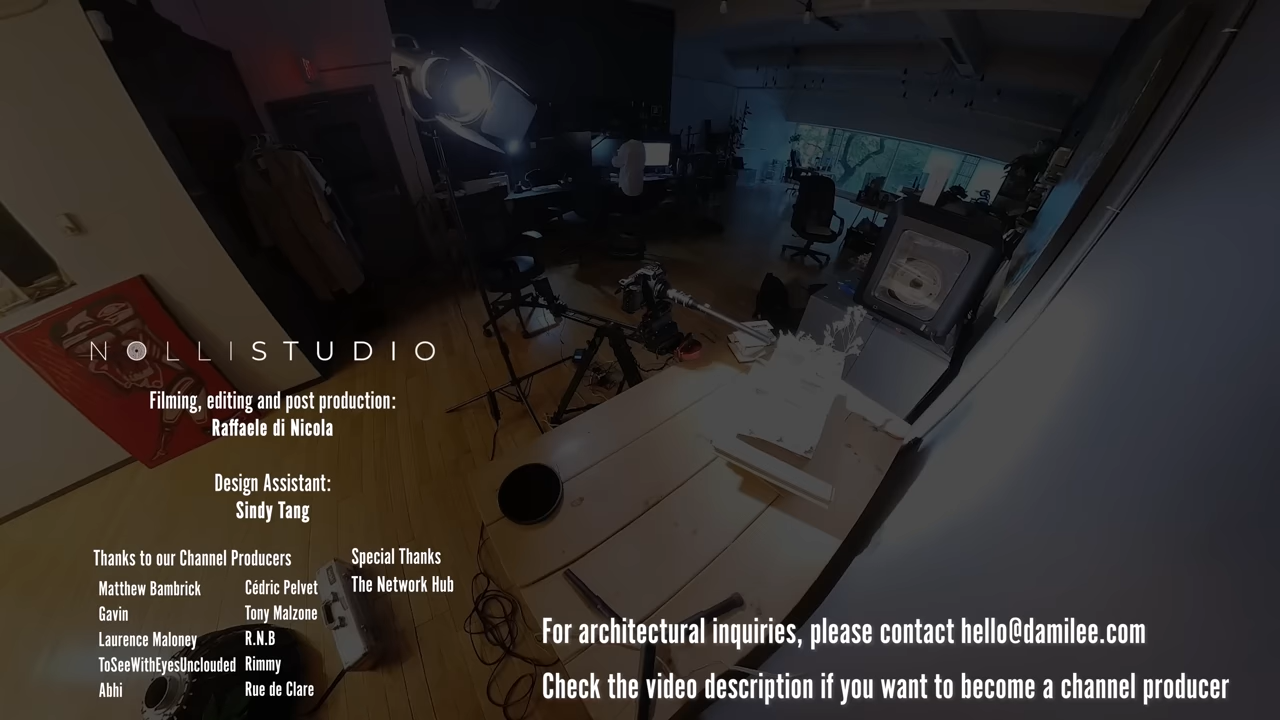 NOLLISTUDIO
Filming, editing and post production:
Raffaele di Nicola
Design Assistant:
Sindy Tang
Thanks to our Channel Producers
Matthew Bambrick
Gavin
Laurence Maloney
ToSeeWithEyesUnclouded
Abhi
Cédric Pelvet
Tony Malzone
R.N.B
Rimmy
Rue de Clare
Special Thanks
The Network Hub
For architectural inquiries, please contact hello@damilee.com
Check the video description if you want to become a channel producer